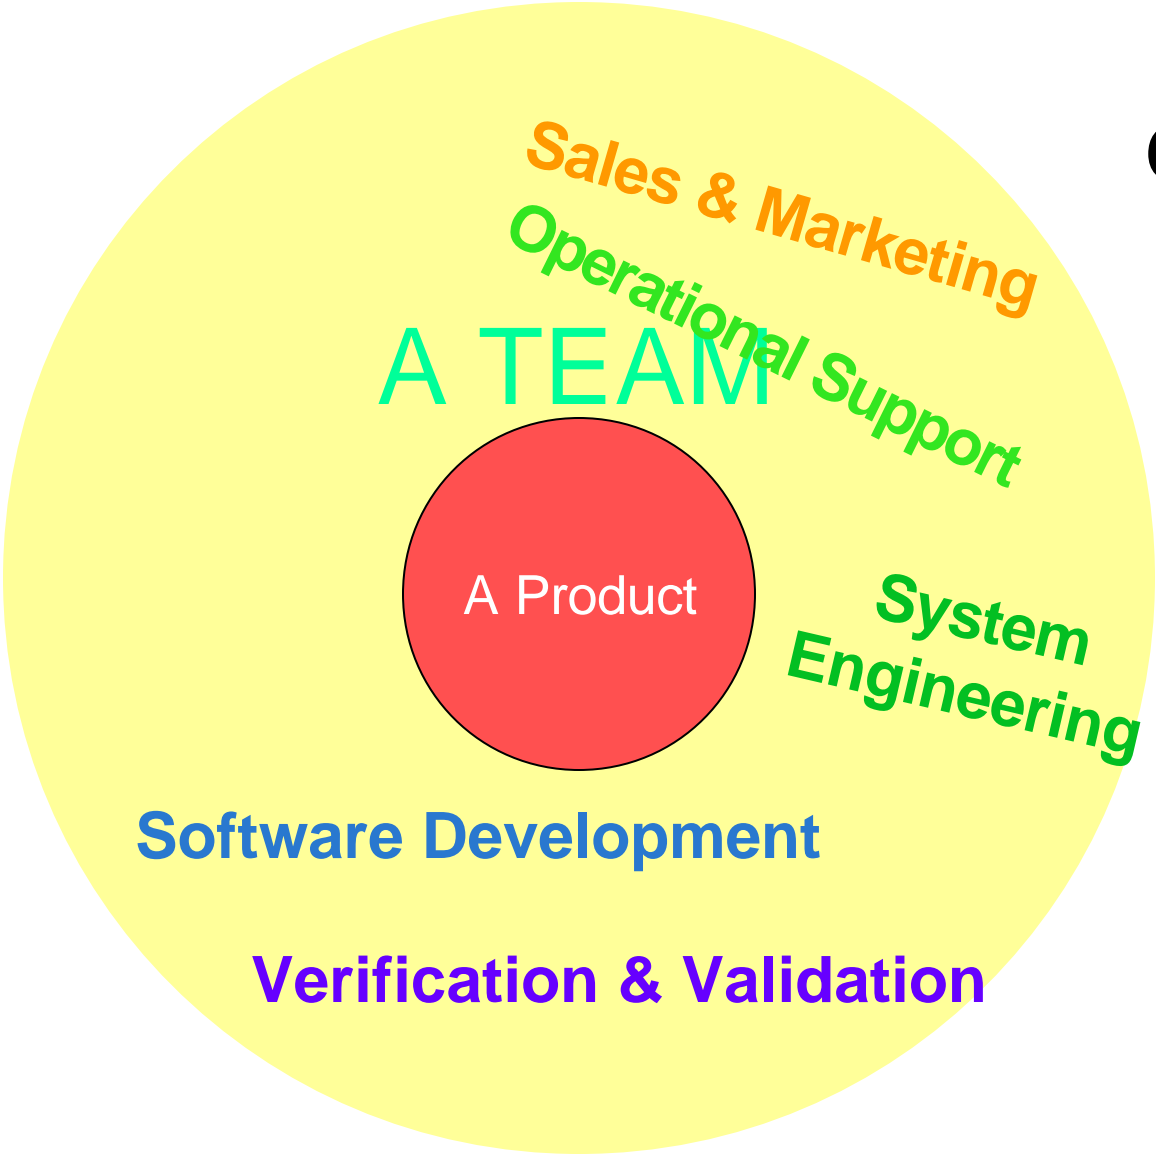 Sales & Marketing
Operational Support
A TEAM
A Product
System
Engineering
Software Development
Verification & Validation